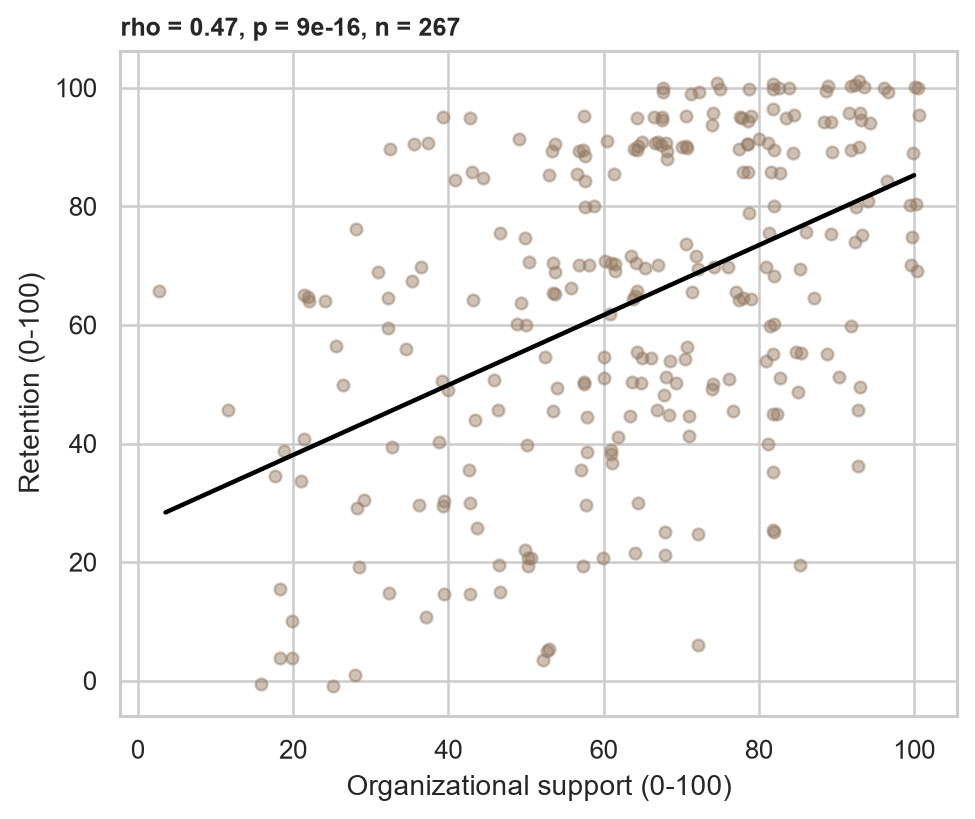 rho = 0.47, p = 9e-16, n = 267
Retention (0-100)
100
80
60
40
20
0
0 20 40 60 80 100
Organizational support (0-100)